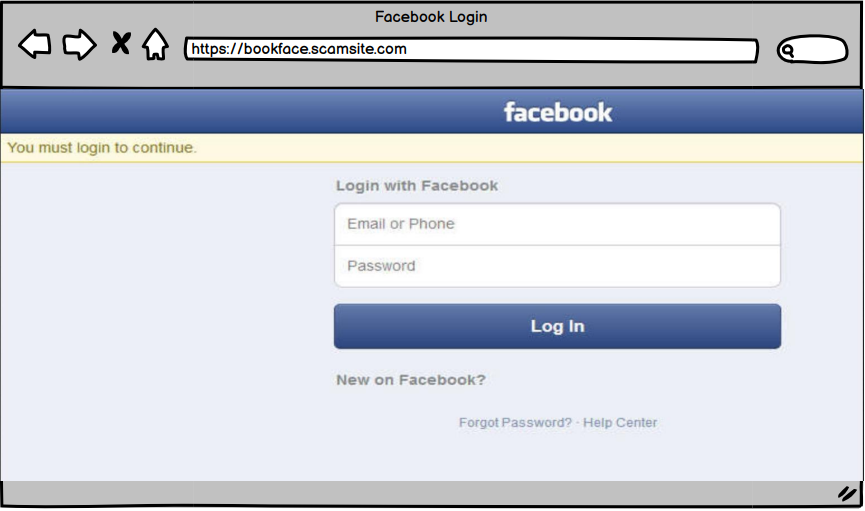 Facebook Login
https://bookface.scamsite.com
facebook
You must login to continue.
Login with Facebook
Email or Phone
Password
Log In
New on Facebook?
Forgot Password? · Help Center